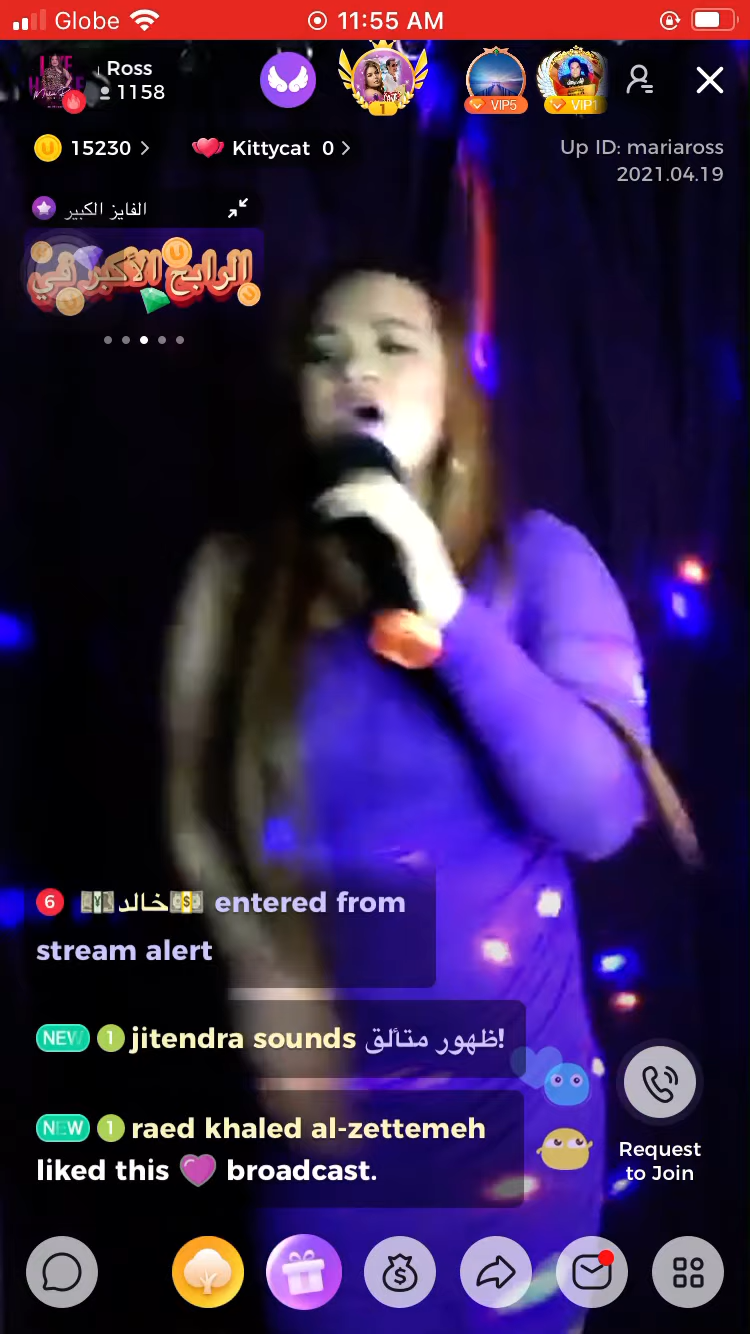 Globe 11:55 AM
Ross
1158
1
VIP5
VIP1
15230
Kittycat 0
Up ID: mariaross
2021.04.19
الفايز الكبير
الرابح الأكبر في
6 خالد entered from
stream alert
NEW 1 jitendra sounds ظهور متألق!
NEW 1 raed khaled al-zettemeh
liked this 💜 broadcast.
Request
to Join